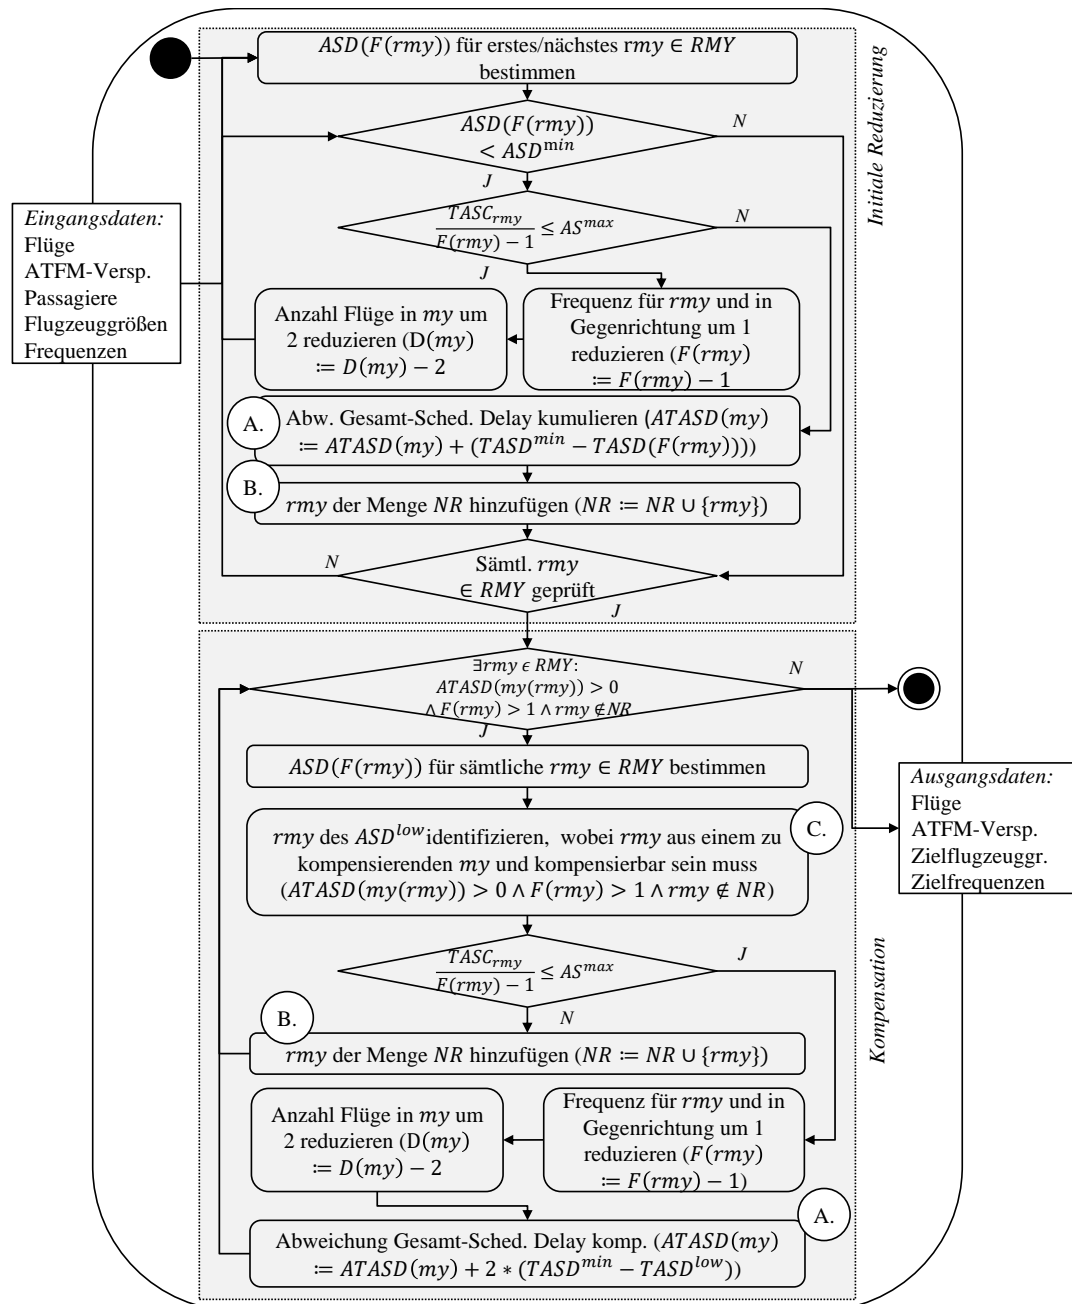 ASD(F(rmy)) für erstes/nächstes rmy ∈ RMY
bestimmen
Initiale Reduzierung
ASD(F(rmy))
< ASD^min
N
J
Eingangsdaten:
Flüge
ATFM-Versp.
Passagiere
Flugzeuggrößen
Frequenzen
TASC_rmy / F(rmy) − 1 ≤ AS^max
N
J
Anzahl Flüge in my um
2 reduzieren (D(my)
:= D(my) − 2
Frequenz für rmy und in
Gegenrichtung um 1
reduzieren (F(rmy)
:= F(rmy) − 1
A.
Abw. Gesamt-Sched. Delay kumulieren (ATASD(my)
:= ATASD(my) + (TASD^min − TASD(F(rmy))))
B.
rmy der Menge NR hinzufügen (NR := NR ∪ {rmy})
N
Sämtl. rmy
∈ RMY geprüft
J
∃rmy ϵ RMY:
ATASD(my(rmy)) > 0
∧ F(rmy) > 1 ∧ rmy ∉ NR
N
J
ASD(F(rmy)) für sämtliche rmy ∈ RMY bestimmen
Ausgangsdaten:
Flüge
ATFM-Versp.
Zielflugzeuggr.
Zielfrequenzen
C.
rmy des ASD^low identifizieren, wobei rmy aus einem zu
kompensierenden my und kompensierbar sein muss
(ATASD(my(rmy)) > 0 ∧ F(rmy) > 1 ∧ rmy ∉ NR)
Kompensation
TASC_rmy / F(rmy) − 1 ≤ AS^max
J
N
B.
rmy der Menge NR hinzufügen (NR := NR ∪ {rmy})
Anzahl Flüge in my um
2 reduzieren (D(my)
:= D(my) − 2
Frequenz für rmy und in
Gegenrichtung um 1
reduzieren (F(rmy)
:= F(rmy) − 1)
A.
Abweichung Gesamt-Sched. Delay komp. (ATASD(my)
:= ATASD(my) + 2 * (TASD^min − TASD^low))